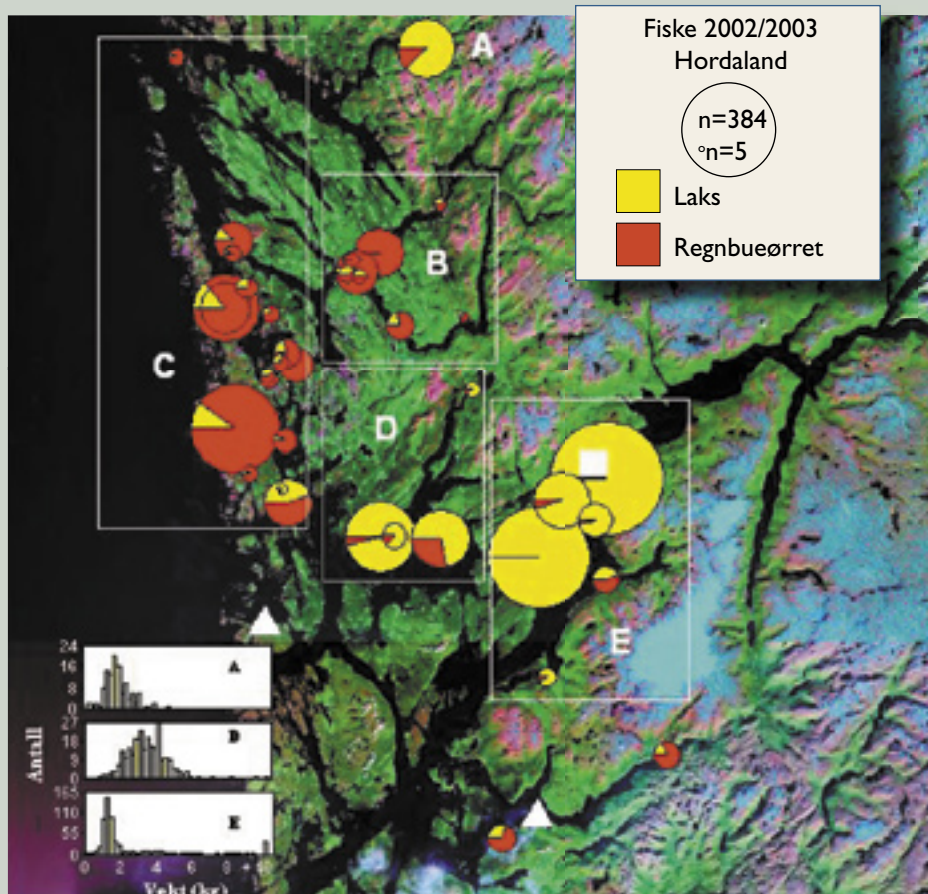 Fiske 2002/2003
Hordaland
n=384
°n=5
Laks
Regnbueørret
A
B
C
D
E
24
16
8
0
A
27
18
9
0
D
165
110
55
0
E
0 2 4 6 8
Antall
Vekt (kg)